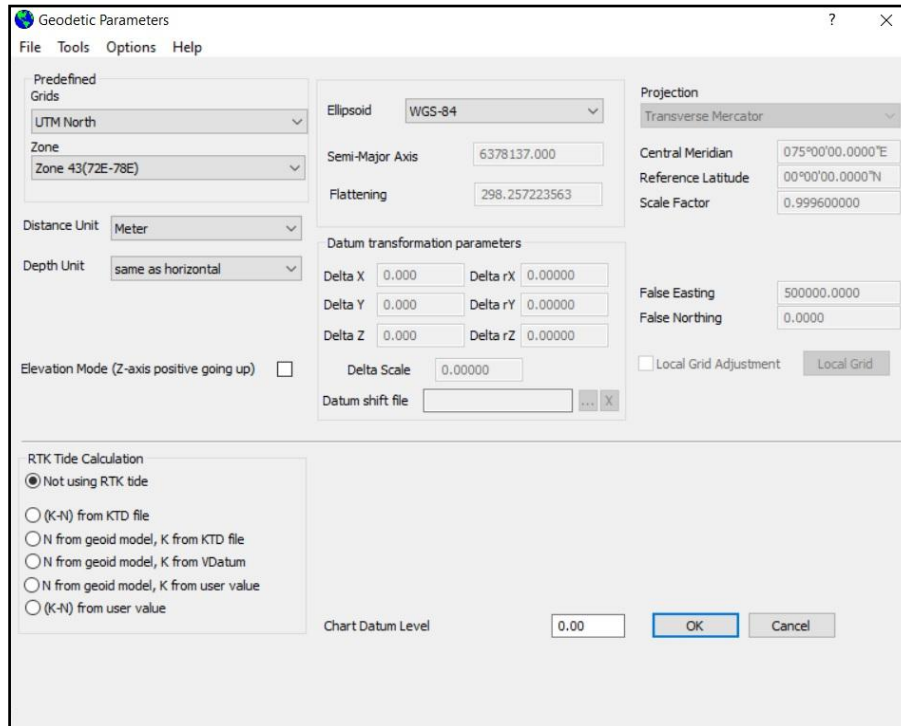 Geodetic Parameters
? ×
File Tools Options Help
Predefined
Grids
UTM North
Zone
Zone 43(72E-78E)
Distance Unit Meter
Depth Unit same as horizontal
Elevation Mode (Z-axis positive going up)
Ellipsoid WGS-84
Semi-Major Axis 6378137.000
Flattening 298.257223563
Datum transformation parameters
Delta X 0.000 Delta rX 0.00000
Delta Y 0.000 Delta rY 0.00000
Delta Z 0.000 Delta rZ 0.00000
Delta Scale 0.00000
Datum shift file ... X
Projection
Transverse Mercator
Central Meridian 075°00'00.0000"E
Reference Latitude 00°00'00.0000"N
Scale Factor 0.999600000
False Easting 500000.0000
False Northing 0.0000
Local Grid Adjustment Local Grid
RTK Tide Calculation
Not using RTK tide
(K-N) from KTD file
N from geoid model, K from KTD file
N from geoid model, K from VDatum
N from geoid model, K from user value
(K-N) from user value
Chart Datum Level 0.00 OK Cancel